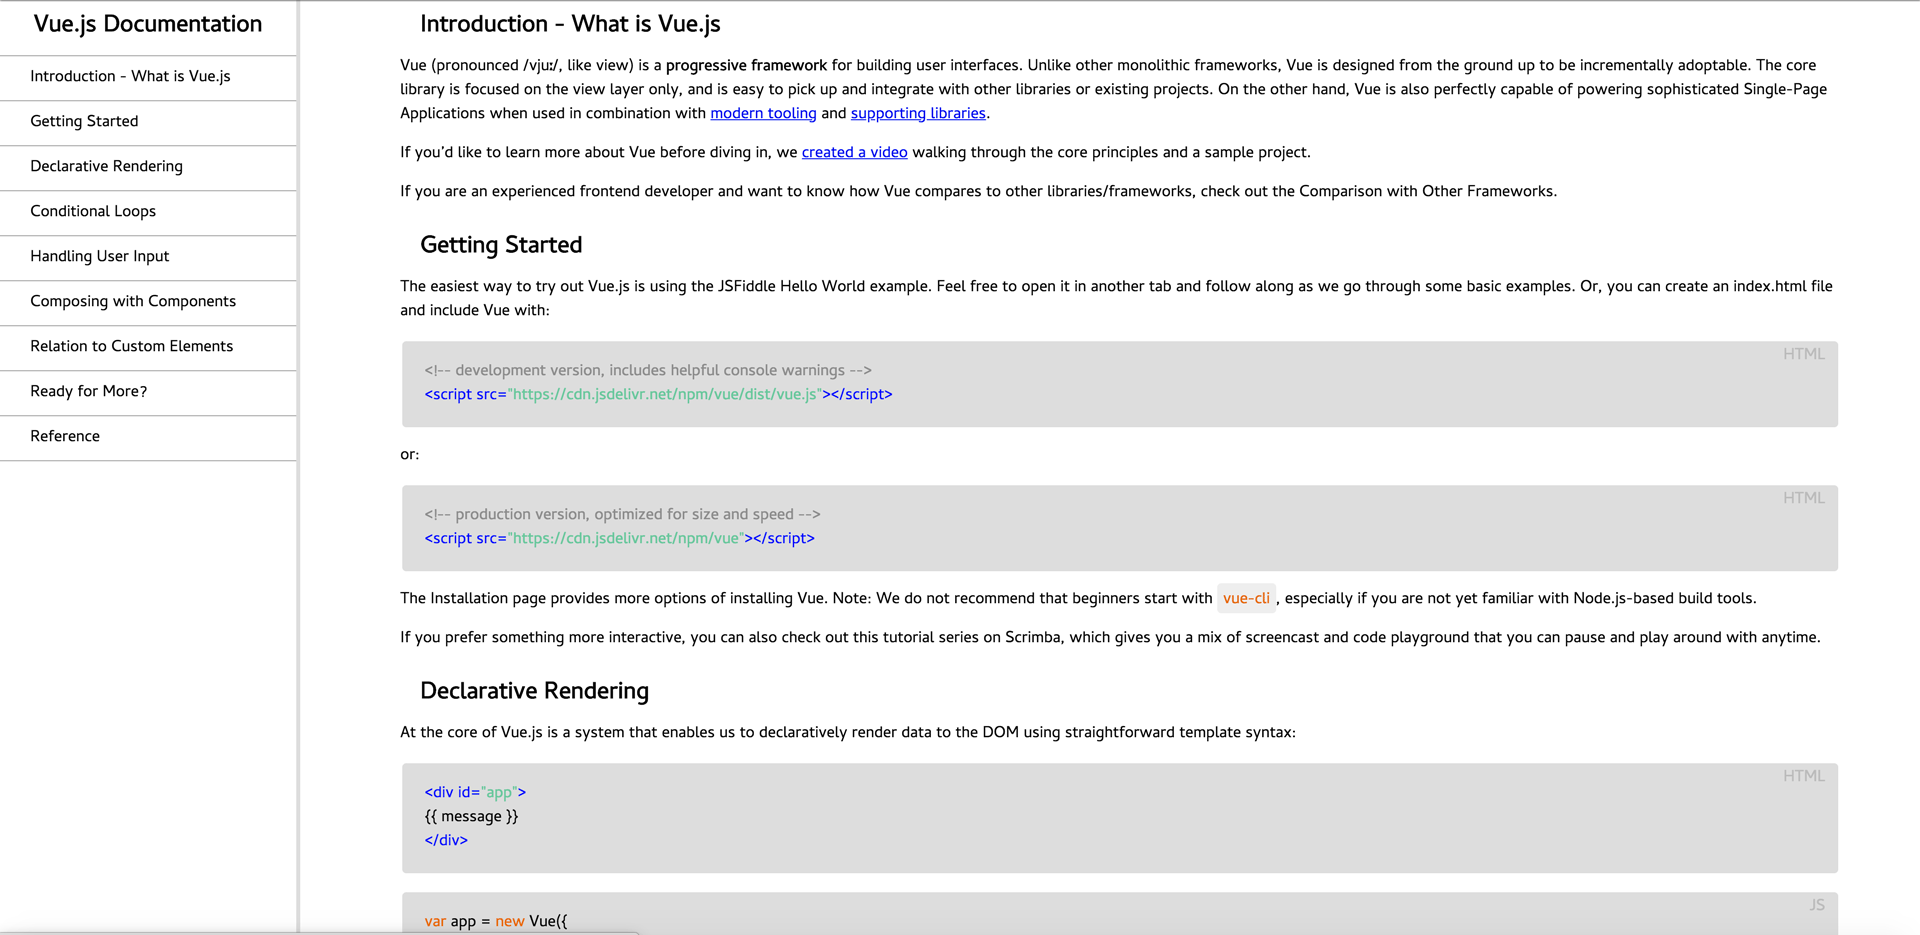 Vue.js Documentation
Introduction - What is Vue.js
Getting Started
Declarative Rendering
Conditional Loops
Handling User Input
Composing with Components
Relation to Custom Elements
Ready for More?
Reference
Introduction - What is Vue.js
Vue (pronounced /vjuː/, like view) is a progressive framework for building user interfaces. Unlike other monolithic frameworks, Vue is designed from the ground up to be incrementally adoptable. The core
library is focused on the view layer only, and is easy to pick up and integrate with other libraries or existing projects. On the other hand, Vue is also perfectly capable of powering sophisticated Single-Page
Applications when used in combination with modern tooling and supporting libraries.
If you’d like to learn more about Vue before diving in, we created a video walking through the core principles and a sample project.
If you are an experienced frontend developer and want to know how Vue compares to other libraries/frameworks, check out the Comparison with Other Frameworks.
Getting Started
The easiest way to try out Vue.js is using the JSFiddle Hello World example. Feel free to open it in another tab and follow along as we go through some basic examples. Or, you can create an index.html file
and include Vue with:
HTML
<!-- development version, includes helpful console warnings -->
<script src="https://cdn.jsdelivr.net/npm/vue/dist/vue.js"></script>
or:
HTML
<!-- production version, optimized for size and speed -->
<script src="https://cdn.jsdelivr.net/npm/vue"></script>
The Installation page provides more options of installing Vue. Note: We do not recommend that beginners start with vue-cli, especially if you are not yet familiar with Node.js-based build tools.
If you prefer something more interactive, you can also check out this tutorial series on Scrimba, which gives you a mix of screencast and code playground that you can pause and play around with anytime.
Declarative Rendering
At the core of Vue.js is a system that enables us to declaratively render data to the DOM using straightforward template syntax:
HTML
<div id="app">
{{ message }}
</div>
JS
var app = new Vue({